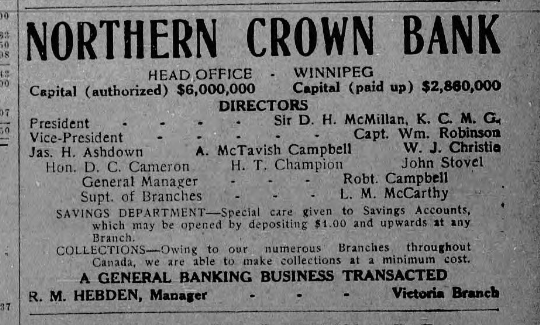 NORTHERN CROWN BANK
HEAD OFFICE - WINNIPEG
Capital (authorized) $6,000,000 Capital (paid up) $2,860,000
DIRECTORS
President - - - - Sir D. H. McMillan, K. C. M. G.
Vice-President - - - - - - Capt. Wm. Robinson
Jas. H. Ashdown A. McTavish Campbell W. J. Christie
Hon. D. C. Cameron H. T. Champion John Stovel
General Manager - - - Robt. Campbell
Supt. of Branches - - - L. M. McCarthy
SAVINGS DEPARTMENT—Special care given to Savings Accounts,
which may be opened by depositing $1.00 and upwards at any
Branch.
COLLECTIONS—Owing to our numerous Branches throughout
Canada, we are able to make collections at a minimum cost.
A GENERAL BANKING BUSINESS TRANSACTED
R. M. HEBDEN, Manager - - - Victoria Branch